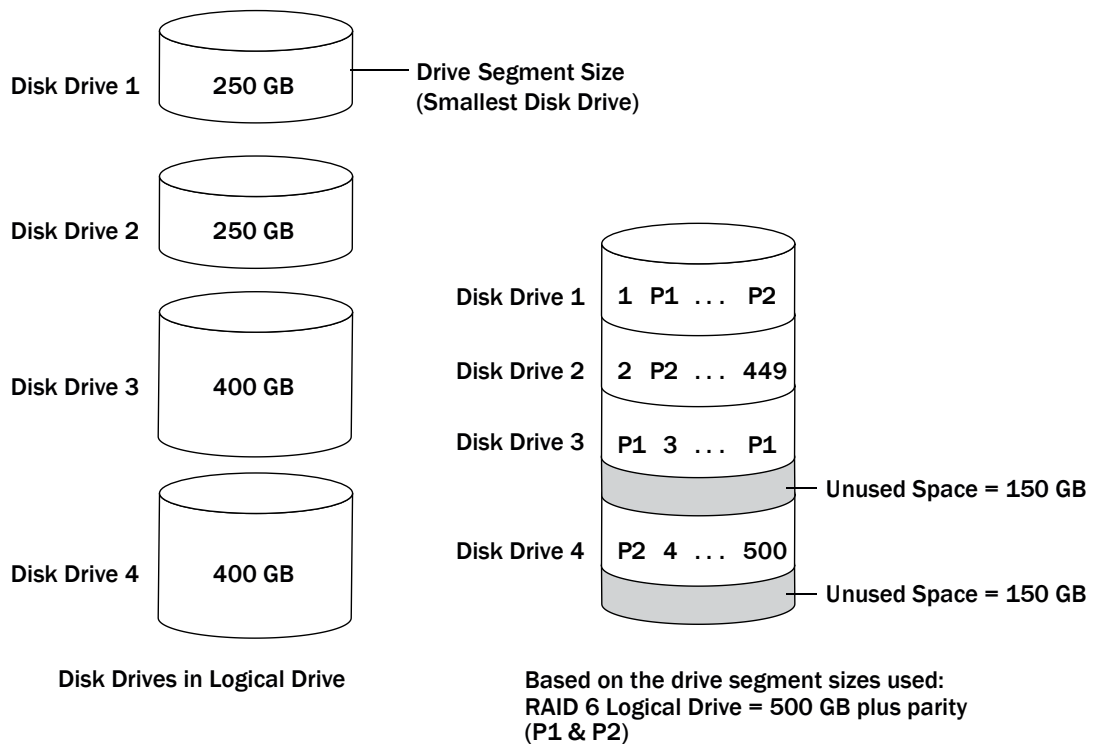 Disk Drive 1
250 GB
Drive Segment Size
(Smallest Disk Drive)
Disk Drive 2
250 GB
Disk Drive 3
400 GB
Disk Drive 4
400 GB
Disk Drives in Logical Drive
Disk Drive 1
1 P1 ... P2
Disk Drive 2
2 P2 ... 449
Disk Drive 3
P1 3 ... P1
Unused Space = 150 GB
Disk Drive 4
P2 4 ... 500
Unused Space = 150 GB
Based on the drive segment sizes used:
RAID 6 Logical Drive = 500 GB plus parity
(P1 & P2)